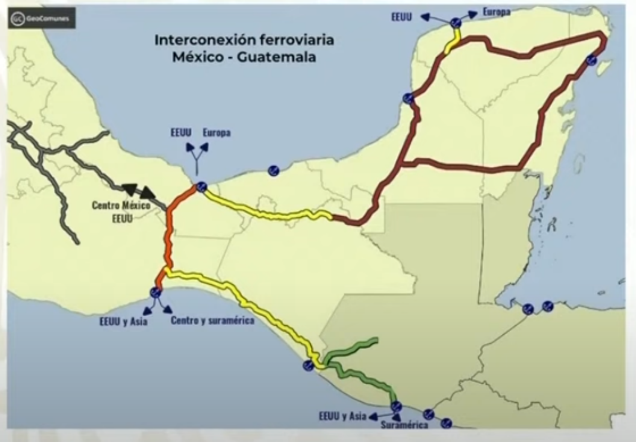 GC GeoComunes
Interconexión ferroviaria
México - Guatemala
EEUU
Europa
EEUU Europa
Centro México
EEUU
EEUU y Asia
Centro y suramérica
EEUU y Asia
Suramérica